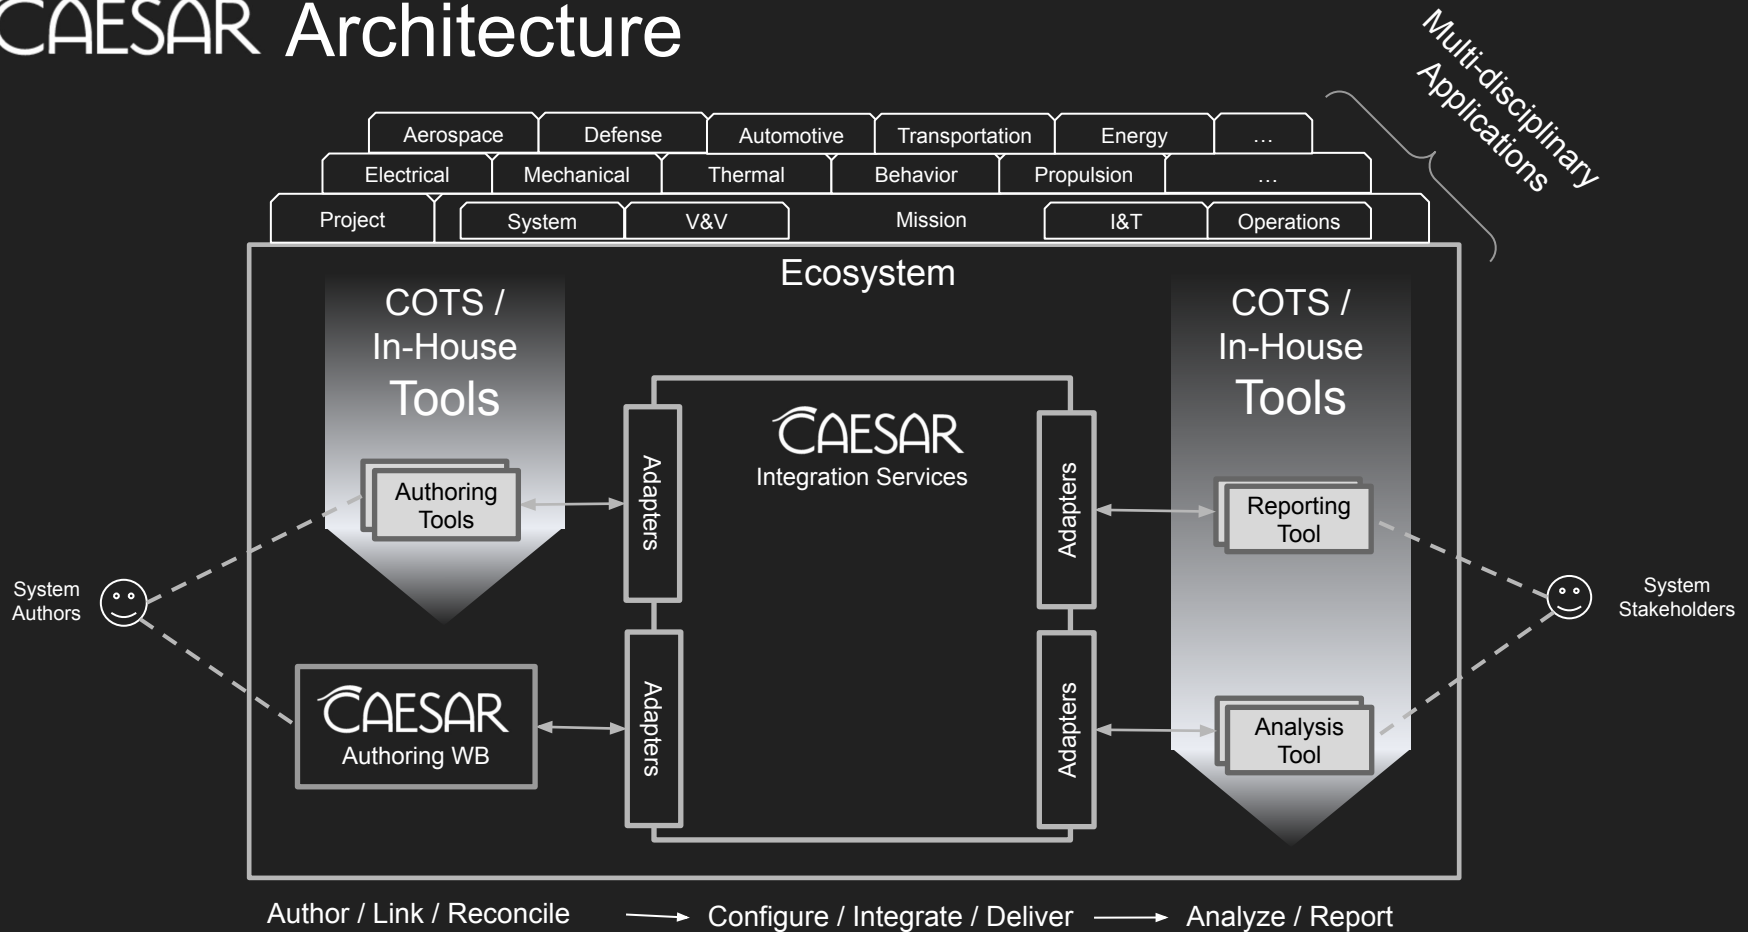 CAESAR Architecture
Multi-disciplinary
Applications
Aerospace Defense Automotive Transportation Energy ...
Electrical Mechanical Thermal Behavior Propulsion ...
Project System V&V Mission I&T Operations
Ecosystem
COTS /
In-House
Tools
COTS /
In-House
Tools
CAESAR
Integration Services
Adapters
Adapters
Authoring
Tools
Reporting
Tool
System
Authors
System
Stakeholders
CAESAR
Authoring WB
Adapters
Adapters
Analysis
Tool
Author / Link / Reconcile Configure / Integrate / Deliver Analyze / Report